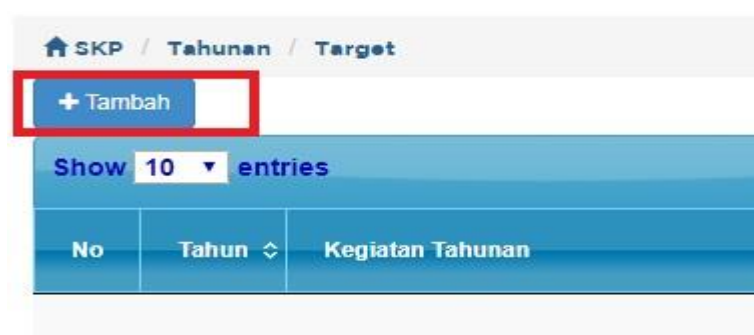 SKP / Tahunan / Target
+ Tambah
Show 10 entries
No Tahun Kegiatan Tahunan